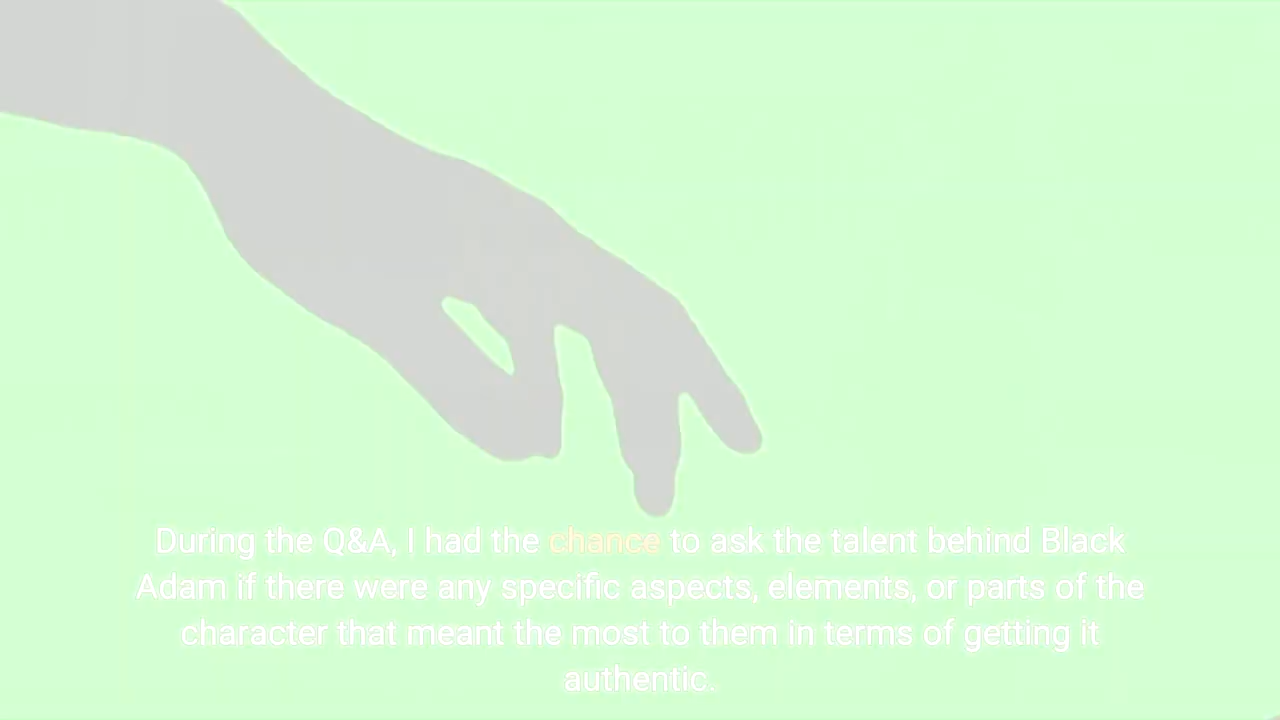 During the Q&A, I had the chance to ask the talent behind Black
Adam if there were any specific aspects, elements, or parts of the
character that meant the most to them in terms of getting it
authentic.